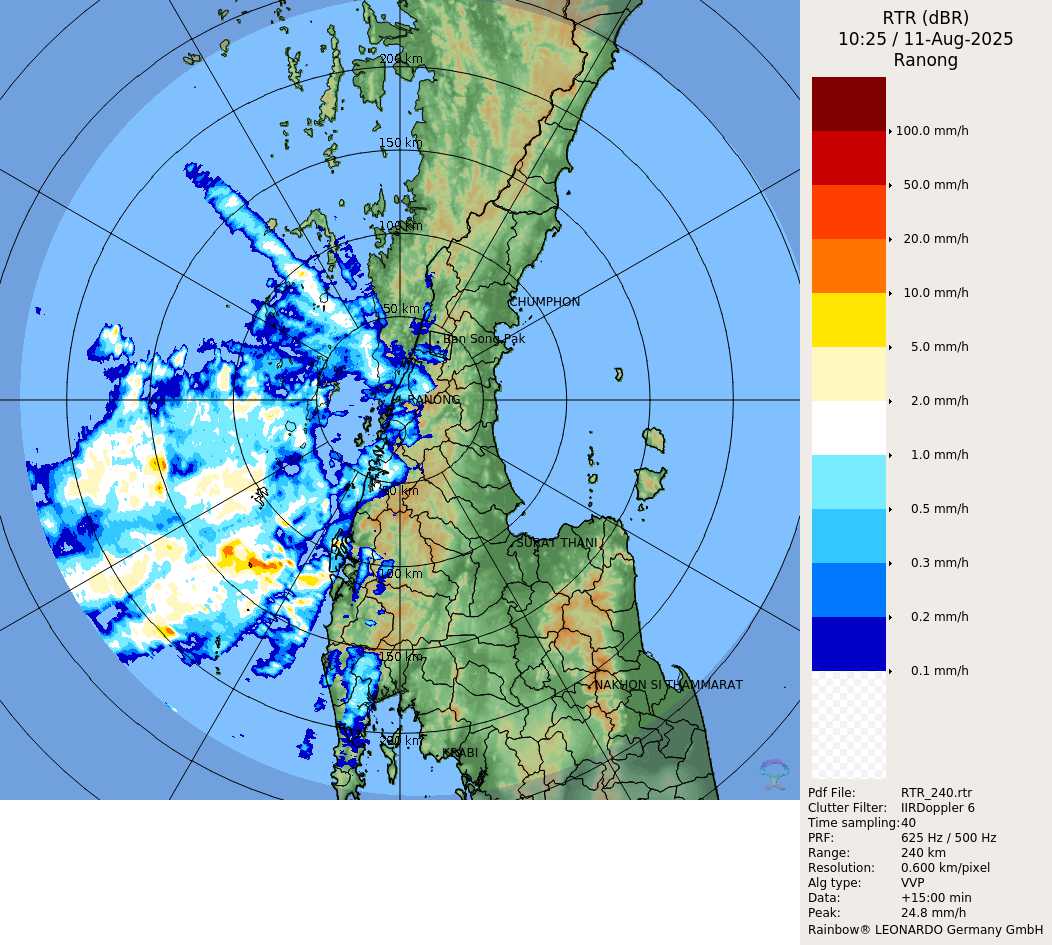 RTR (dBR)
10:25 / 11-Aug-2025
Ranong
200 km
150 km
100 km
50 km
CHUMPHON
Ban Song Pak
RANONG
50 km
SURAT THANI
100 km
150 km
NAKHON SI THAMMARAT
200 km
KRABI
100.0 mm/h
50.0 mm/h
20.0 mm/h
10.0 mm/h
5.0 mm/h
2.0 mm/h
1.0 mm/h
0.5 mm/h
0.3 mm/h
0.2 mm/h
0.1 mm/h
Pdf File: RTR_240.rtr
Clutter Filter: IIRDoppler 6
Time sampling:40
PRF: 625 Hz / 500 Hz
Range: 240 km
Resolution: 0.600 km/pixel
Alg type: VVP
Data: +15:00 min
Peak: 24.8 mm/h
Rainbow® LEONARDO Germany GmbH